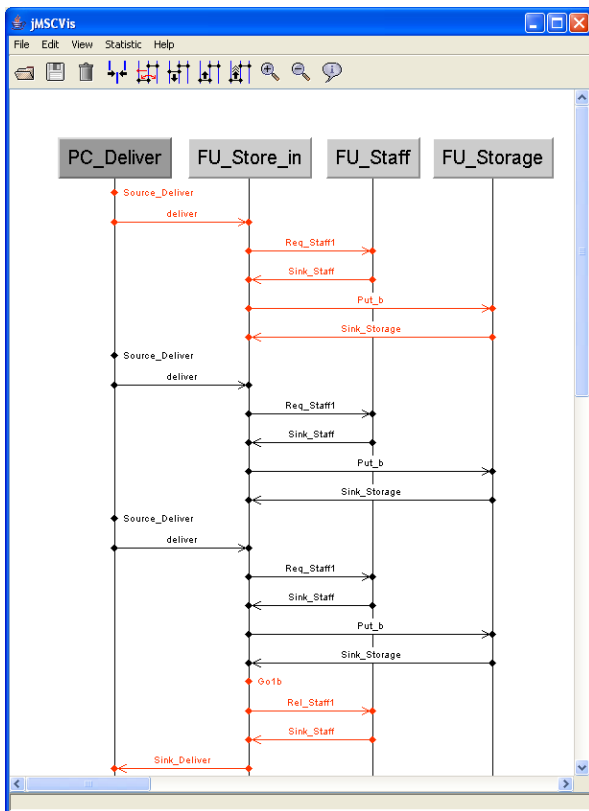 jMSCVis
File Edit View Statistic Help
PC_Deliver FU_Store_in FU_Staff FU_Storage
Source_Deliver
deliver
Req_Staff1
Sink_Staff
Put_b
Sink_Storage
Source_Deliver
deliver
Req_Staff1
Sink_Staff
Put_b
Sink_Storage
Source_Deliver
deliver
Req_Staff1
Sink_Staff
Put_b
Sink_Storage
Go1b
Rel_Staff1
Sink_Staff
Sink_Deliver